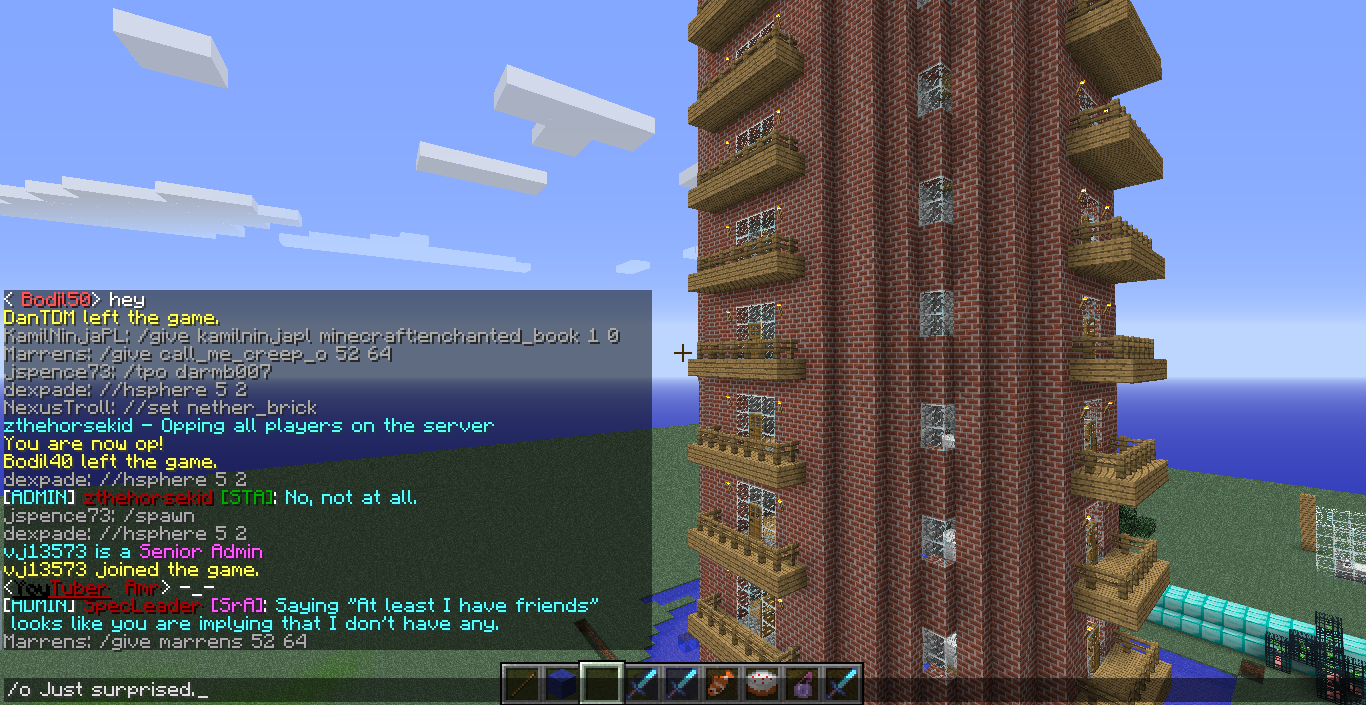 < Bodil50> hey
DanTDM left the game.
KamilNinjaPL: /give kamilninjapl minecraft:enchanted_book 1 0
Marrens: /give call_me_creep_o 52 64
jspence73: /tpo darmb007
dexpade: //hsphere 5 2
NexusTroll: //set nether_brick
zthehorsekid - Opping all players on the server
You are now op!
Bodil40 left the game.
dexpade: //hsphere 5 2
[ADMIN] zthehorsekid [STA]: No, not at all.
jspence73: /spawn
dexpade: //hsphere 5 2
vj13573 is a Senior Admin
vj13573 joined the game.
<YouTuber Amr> -_-
[ADMIN] SpecLeader [SrA]: Saying "At least I have friends"
looks like you are implying that I don't have any.
Marrens: /give marrens 52 64
/o Just surprised._